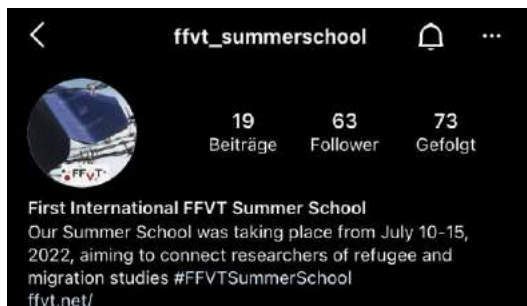 ffvt_summerschool
FFVT
19 63 73
Beiträge Follower Gefolgt
First International FFVT Summer School
Our Summer School was taking place from July 10-15,
2022, aiming to connect researchers of refugee and
migration studies #FFVTSummerSchool
ffvt.net/